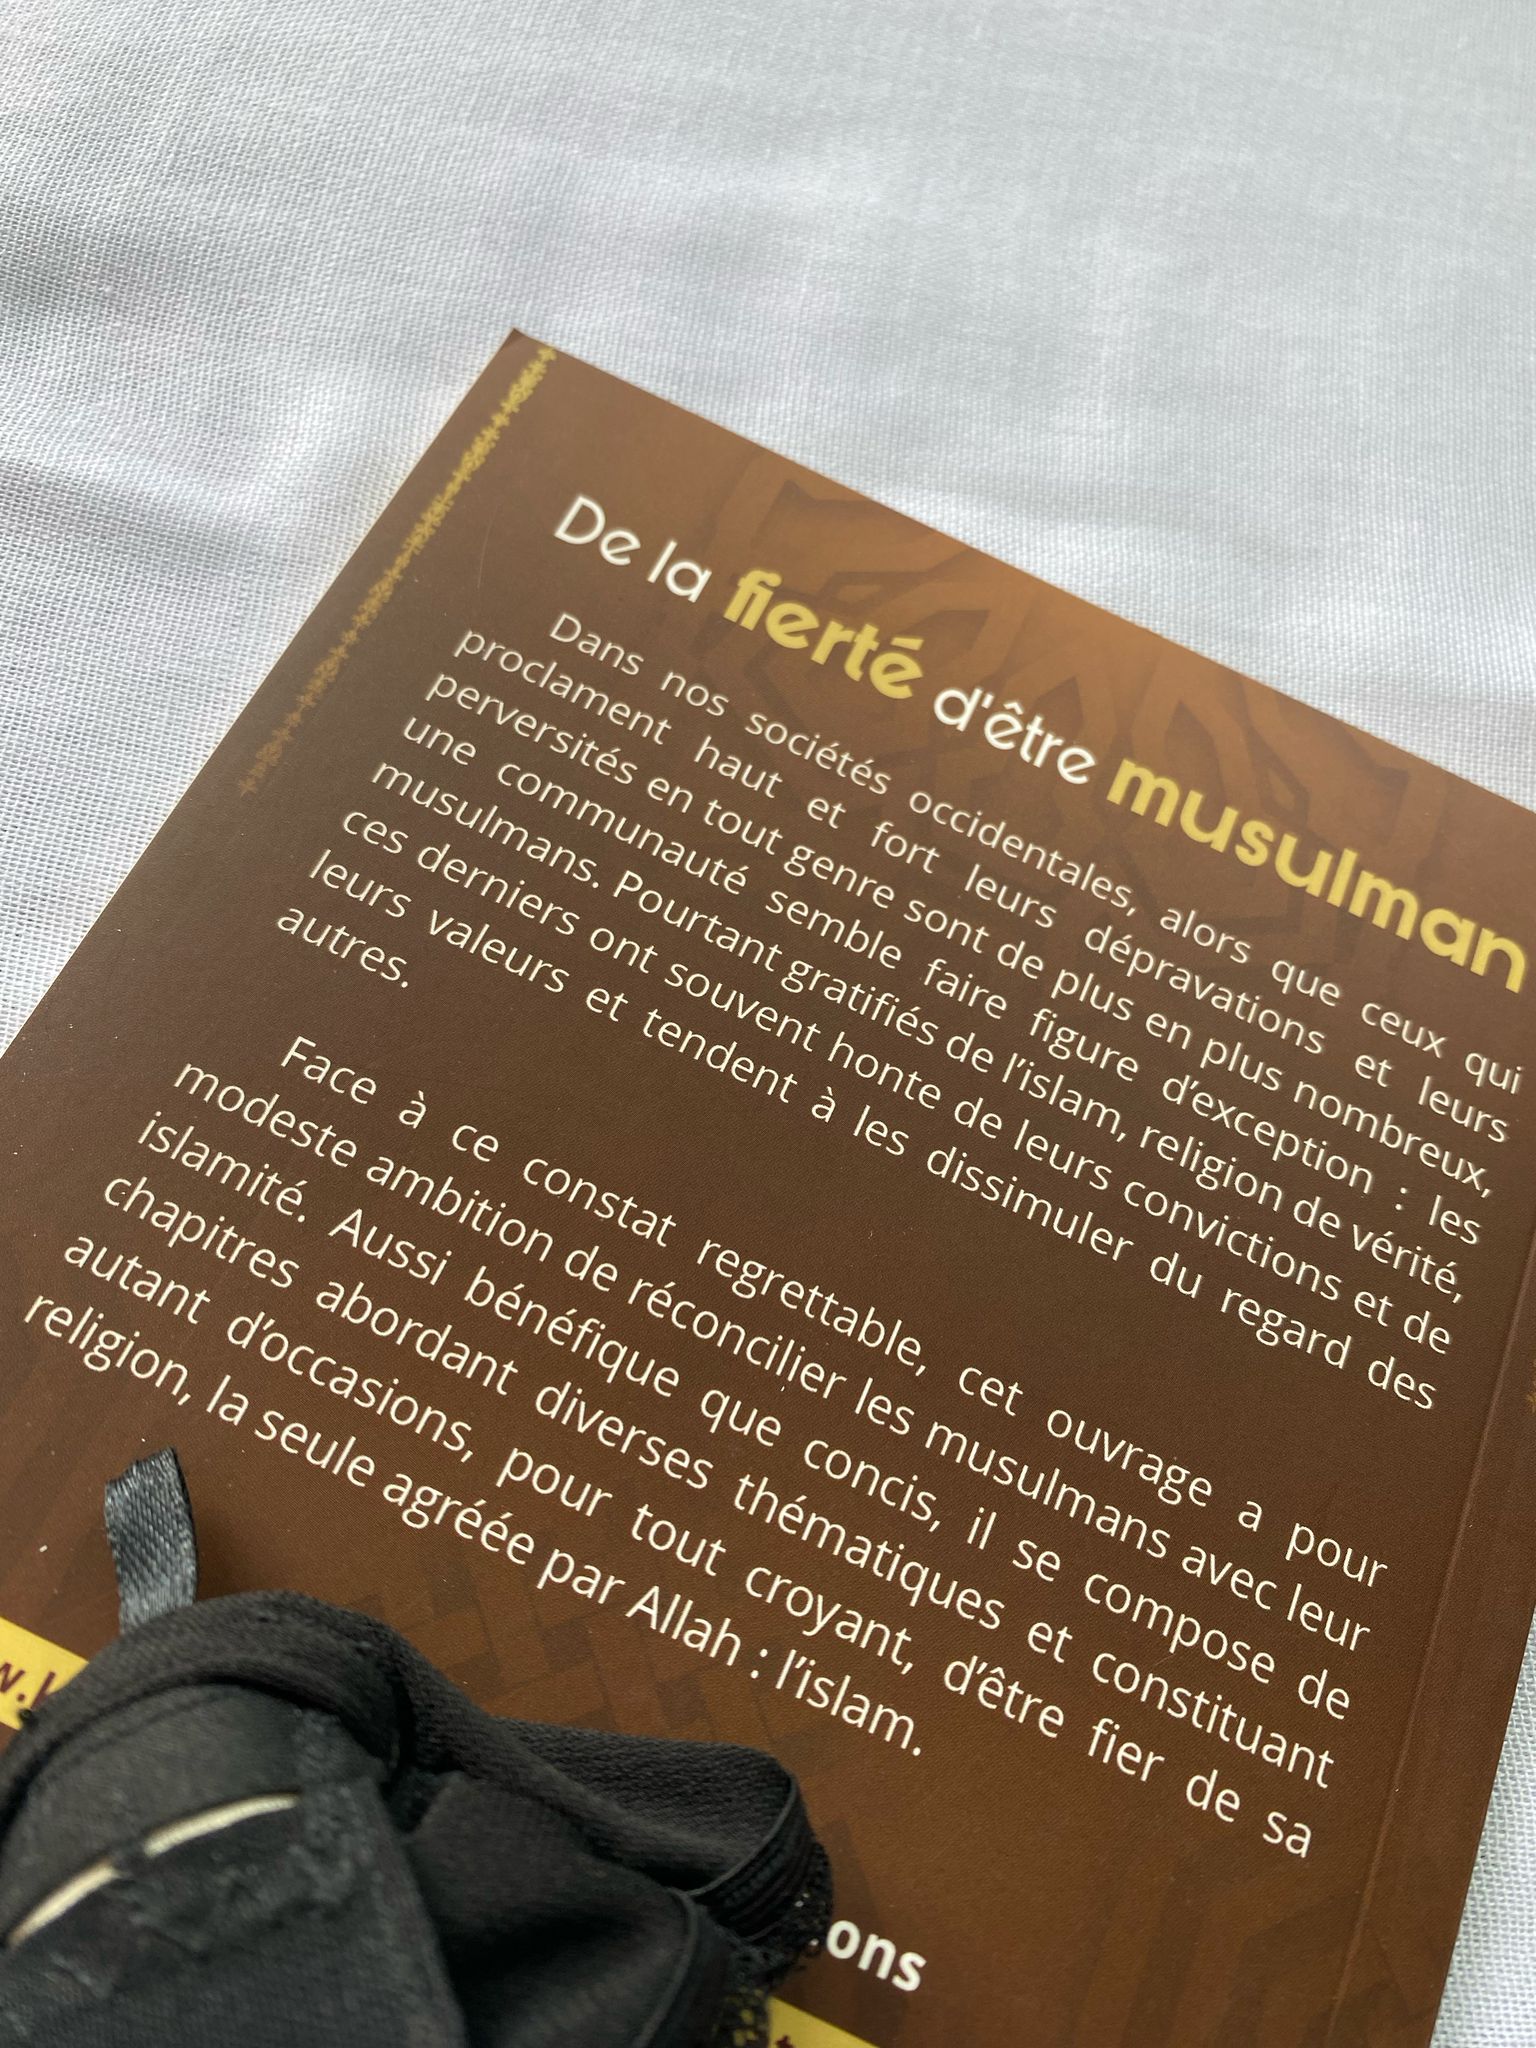 De la fierté d'être musulman
Dans nos sociétés occidentales, alors que ceux qui
proclament haut et fort leurs dépravations et leurs
perversités en tout genre sont de plus en plus nombreux,
une communauté semble faire figure d'exception : les
musulmans. Pourtant gratifiés de l'islam, religion de vérité,
ces derniers ont souvent honte de leurs convictions et de
leurs valeurs et tendent à les dissimuler du regard des
autres.
Face à ce constat regrettable, cet ouvrage a pour
modeste ambition de réconcilier les musulmans avec leur
islamité. Aussi bénéfique que concis, il se compose de
chapitres abordant diverses thématiques et constituant
autant d'occasions, pour tout croyant, d'être fier de sa
religion, la seule agréée par Allah : l'islam.